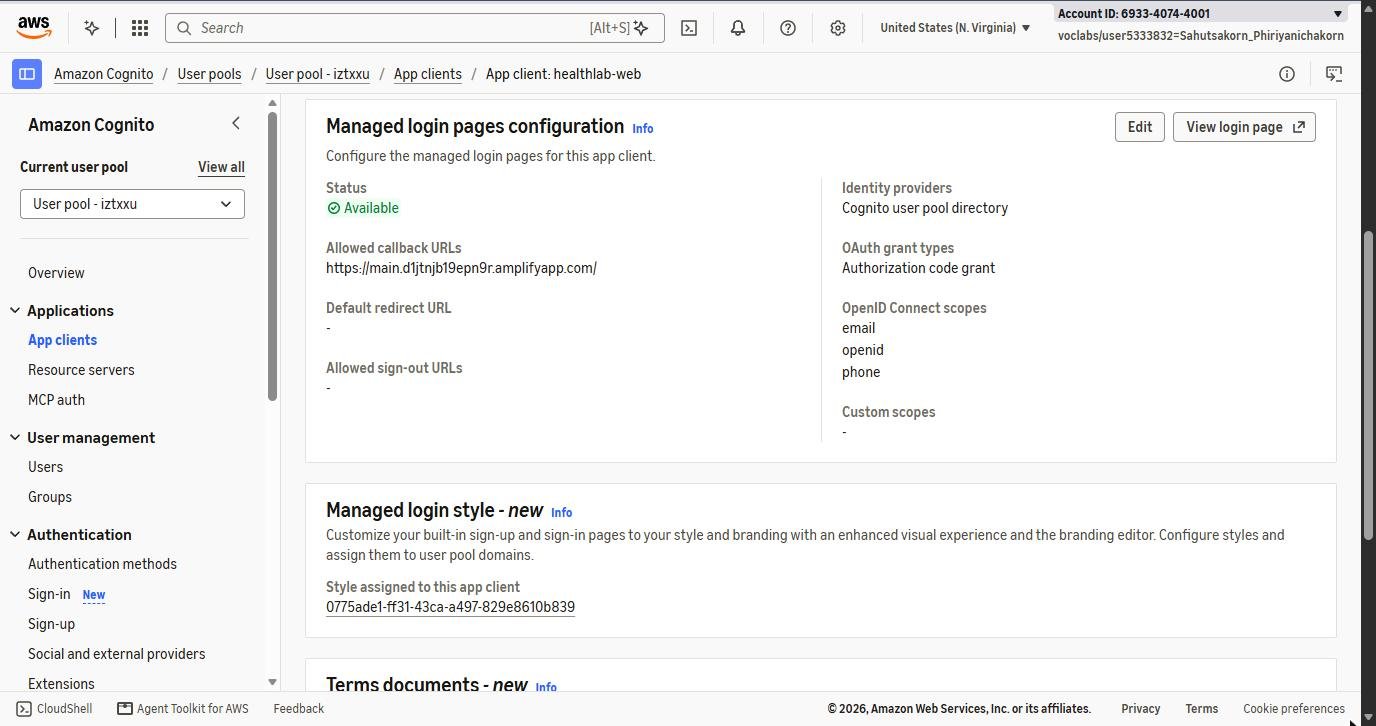 aws
Search
[Alt+S]
United States (N. Virginia)
Account ID: 6933-4074-4001
voclabs/user5333832=Sahutsakorn_Phiriyanichakorn
Amazon Cognito / User pools / User pool - iztxxu / App clients / App client: healthlab-web
Amazon Cognito
Current user pool
View all
User pool - iztxxu
Overview
Applications
App clients
Resource servers
MCP auth
User management
Users
Groups
Authentication
Authentication methods
Sign-in New
Sign-up
Social and external providers
Extensions
Managed login pages configuration Info
Edit
View login page
Configure the managed login pages for this app client.
Status
Available
Allowed callback URLs
https://main.d1jtnjb19epn9r.amplifyapp.com/
Default redirect URL
-
Allowed sign-out URLs
-
Identity providers
Cognito user pool directory
OAuth grant types
Authorization code grant
OpenID Connect scopes
email
openid
phone
Custom scopes
-
Managed login style - new Info
Customize your built-in sign-up and sign-in pages to your style and branding with an enhanced visual experience and the branding editor. Configure styles and
assign them to user pool domains.
Style assigned to this app client
0775ade1-ff31-43ca-a497-829e8610b839
Terms documents - new Info
CloudShell
Agent Toolkit for AWS
Feedback
© 2026, Amazon Web Services, Inc. or its affiliates.
Privacy
Terms
Cookie preferences